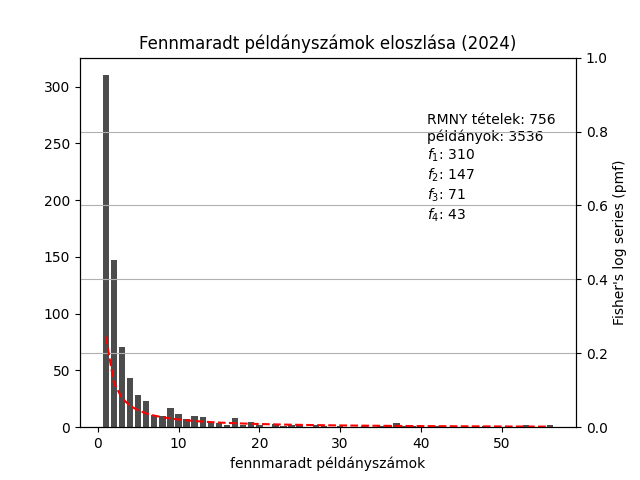 Fennmaradt példányszámok eloszlása (2024)
RMNY tételek: 756
példányok: 3536
f₁: 310
f₂: 147
f₃: 71
f₄: 43
300
250
200
150
100
50
0
1.0
0.8
0.6
0.4
0.2
0.0
Fisher's log series (pmf)
0 10 20 30 40 50
fennmaradt példányszámok